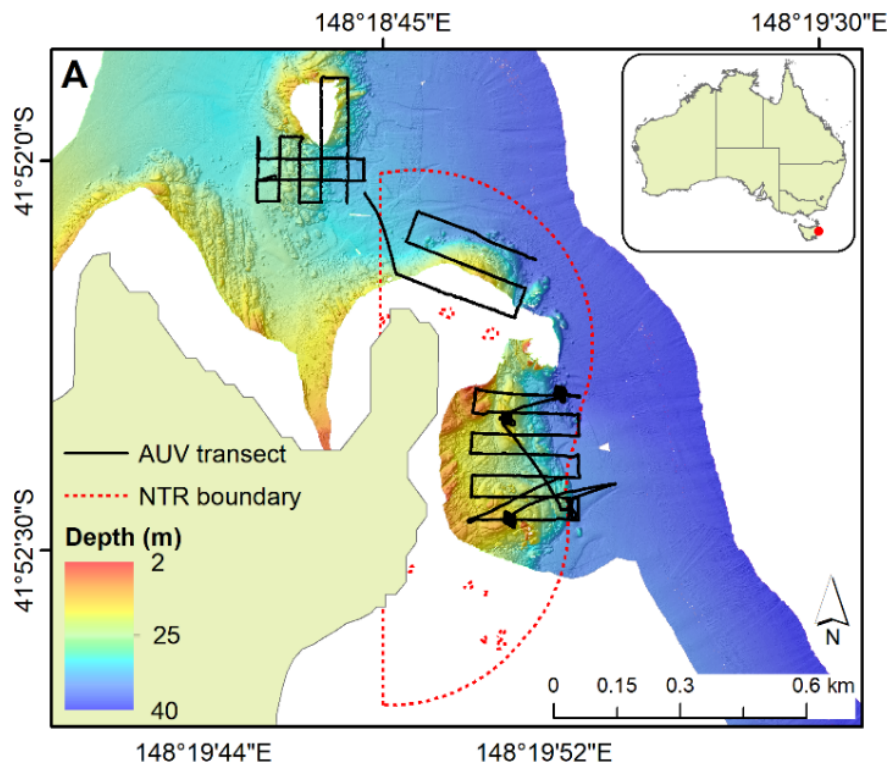 148°18'45"E 148°19'30"E
A
41°52'0"S
AUV transect
NTR boundary
Depth (m)
2
25
40
41°52'30"S
N
0 0.15 0.3 0.6 km
148°19'44"E 148°19'52"E